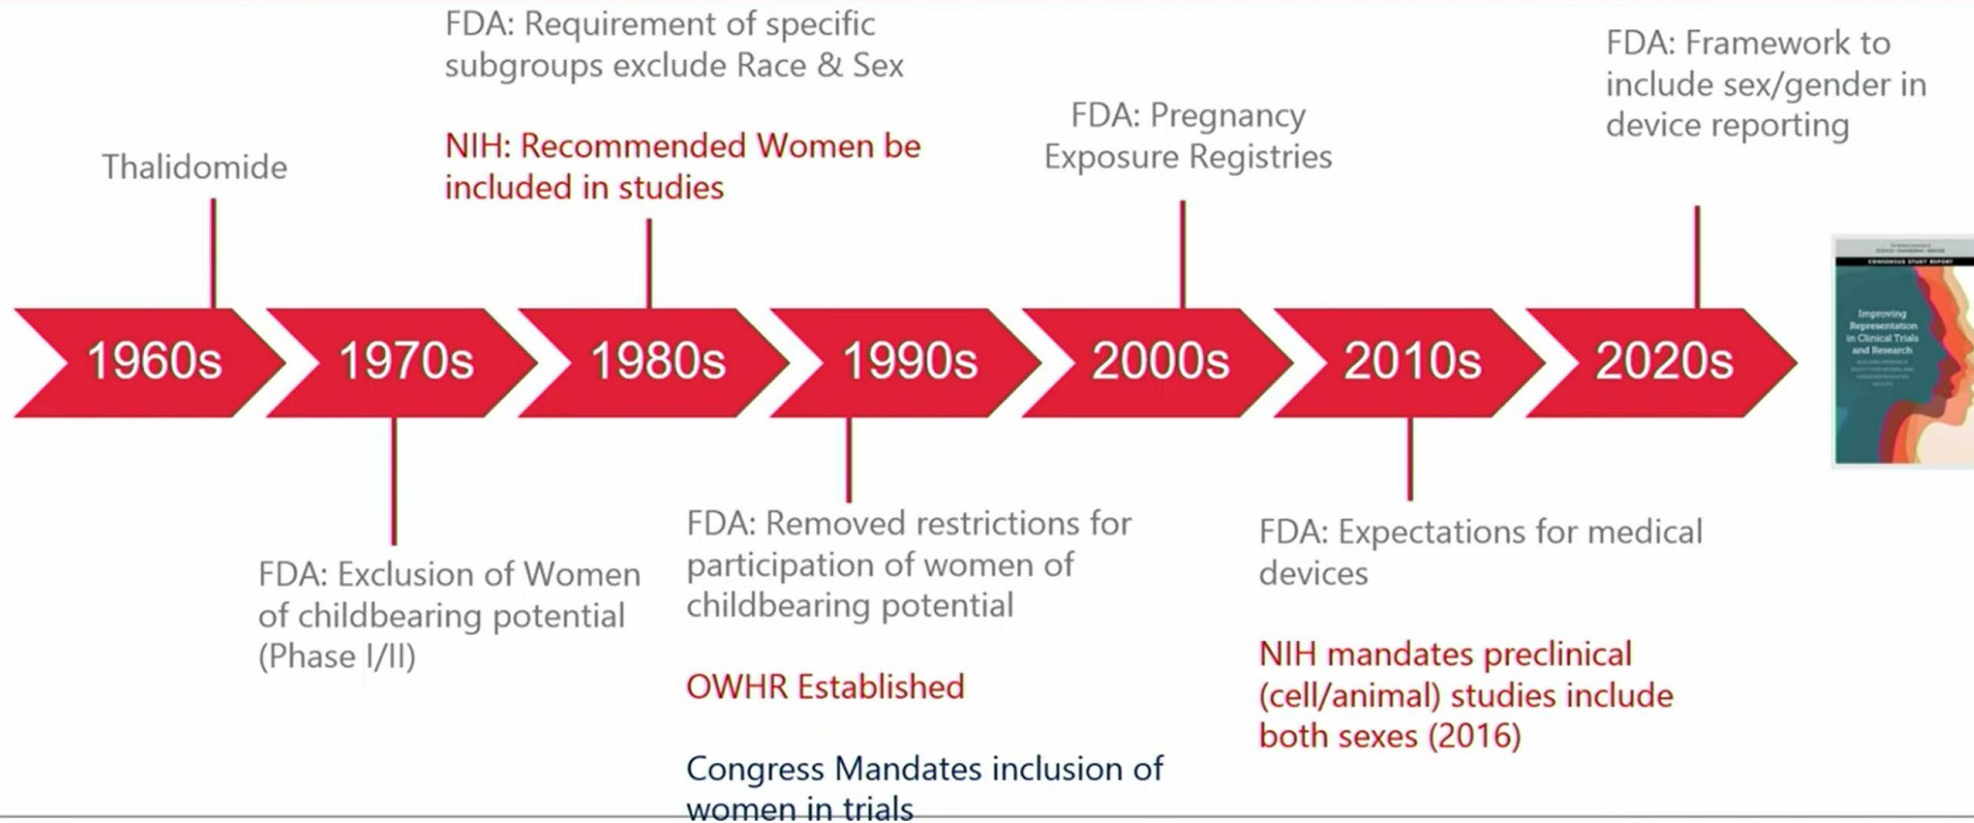 FDA: Requirement of specific
subgroups exclude Race & Sex
NIH: Recommended Women be
included in studies
Thalidomide
FDA: Pregnancy
Exposure Registries
FDA: Framework to
include sex/gender in
device reporting
1960s
1970s
1980s
1990s
2000s
2010s
2020s
CONSENSUS STUDY REPORT
Improving
Representation
in Clinical Trials
and Research
FDA: Exclusion of Women
of childbearing potential
(Phase I/II)
FDA: Removed restrictions for
participation of women of
childbearing potential
OWHR Established
Congress Mandates inclusion of
women in trials
FDA: Expectations for medical
devices
NIH mandates preclinical
(cell/animal) studies include
both sexes (2016)